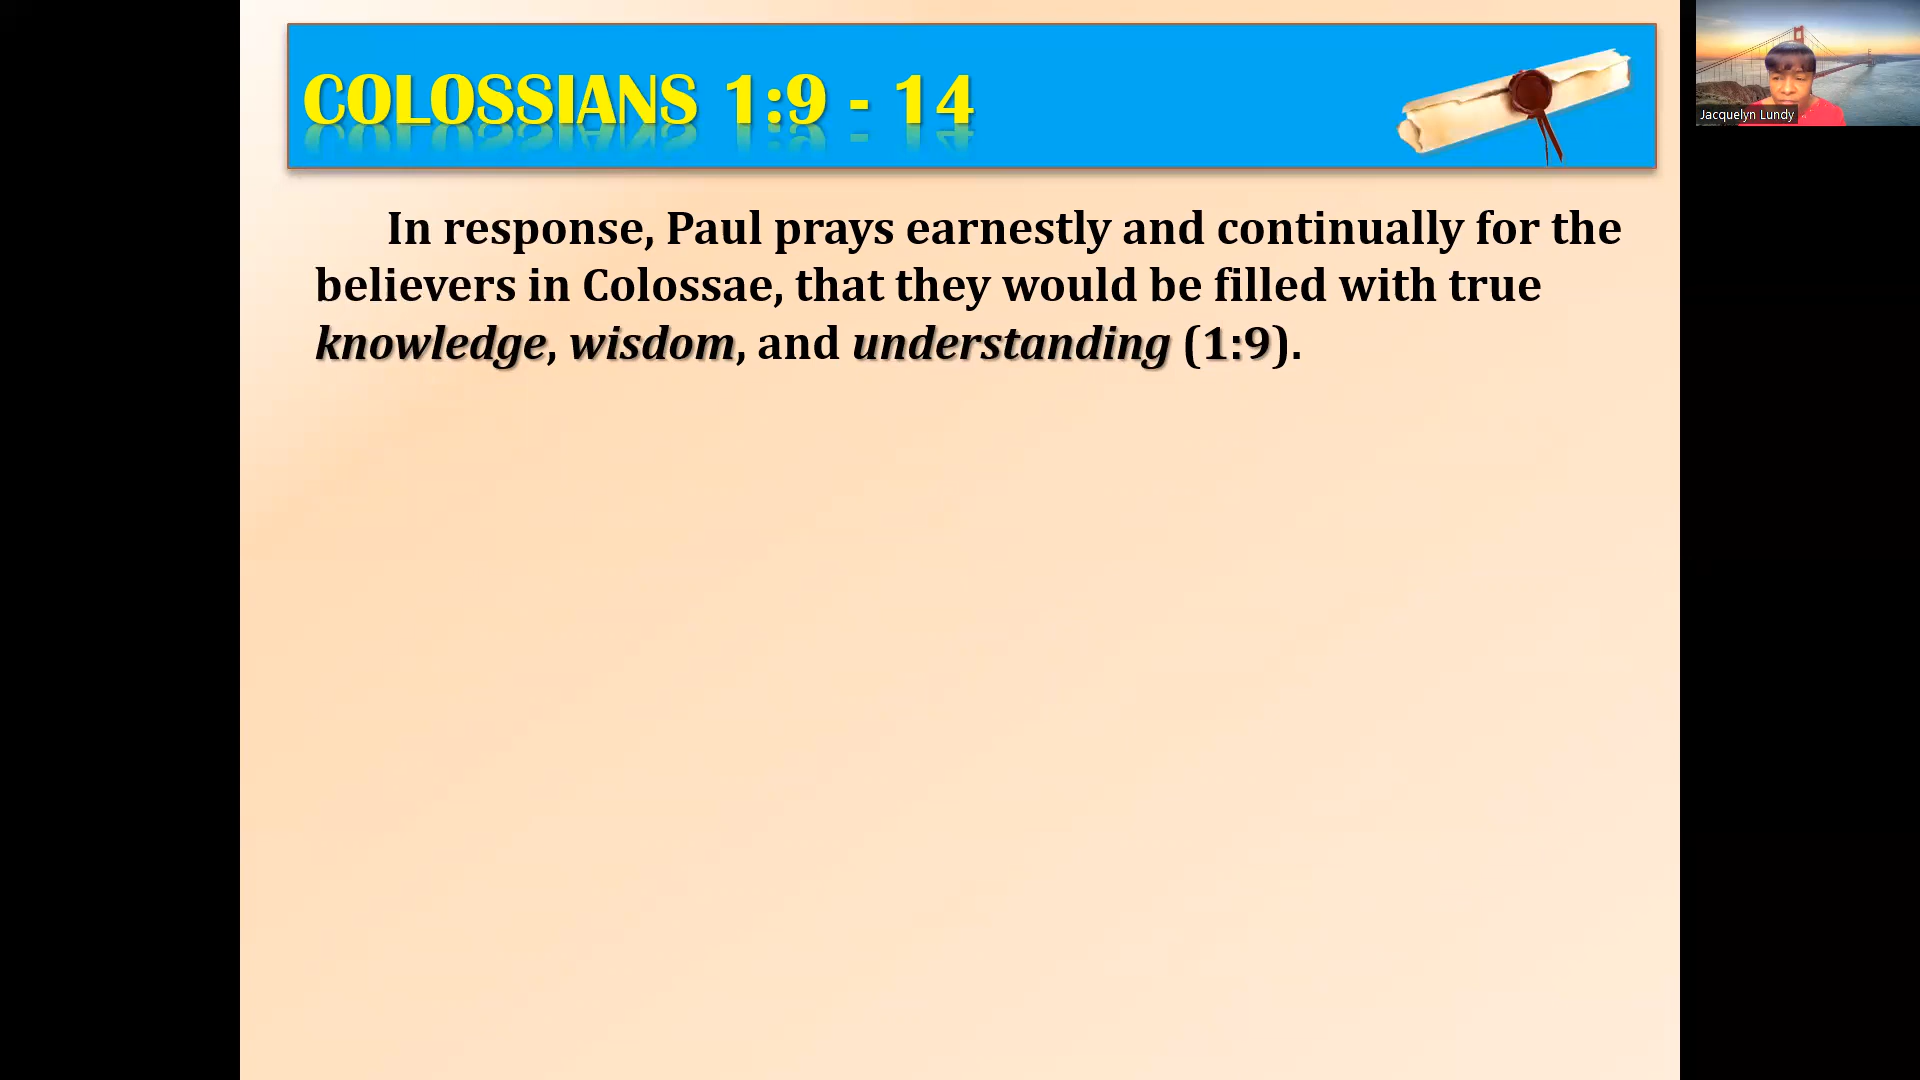 COLOSSIANS 1:9 - 14
Jacquelyn Lundy
In response, Paul prays earnestly and continually for the
believers in Colossae, that they would be filled with true
knowledge, wisdom, and understanding (1:9).